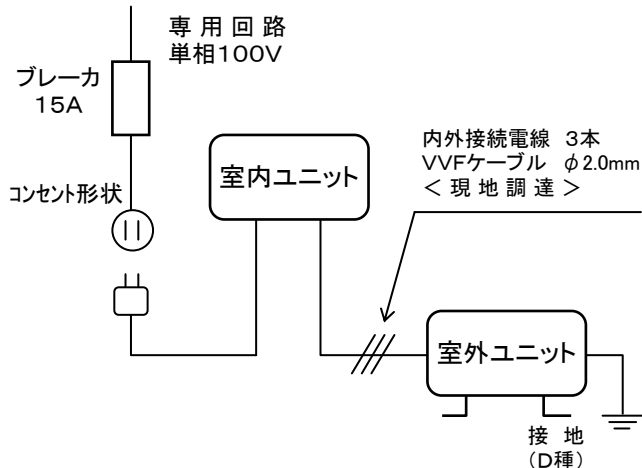 専用回路
単相100V
ブレーカ
15A
コンセント形状
室内ユニット
内外接続電線 3本
VVFケーブル φ2.0mm
＜現地調達＞
室外ユニット
接地
(D種)